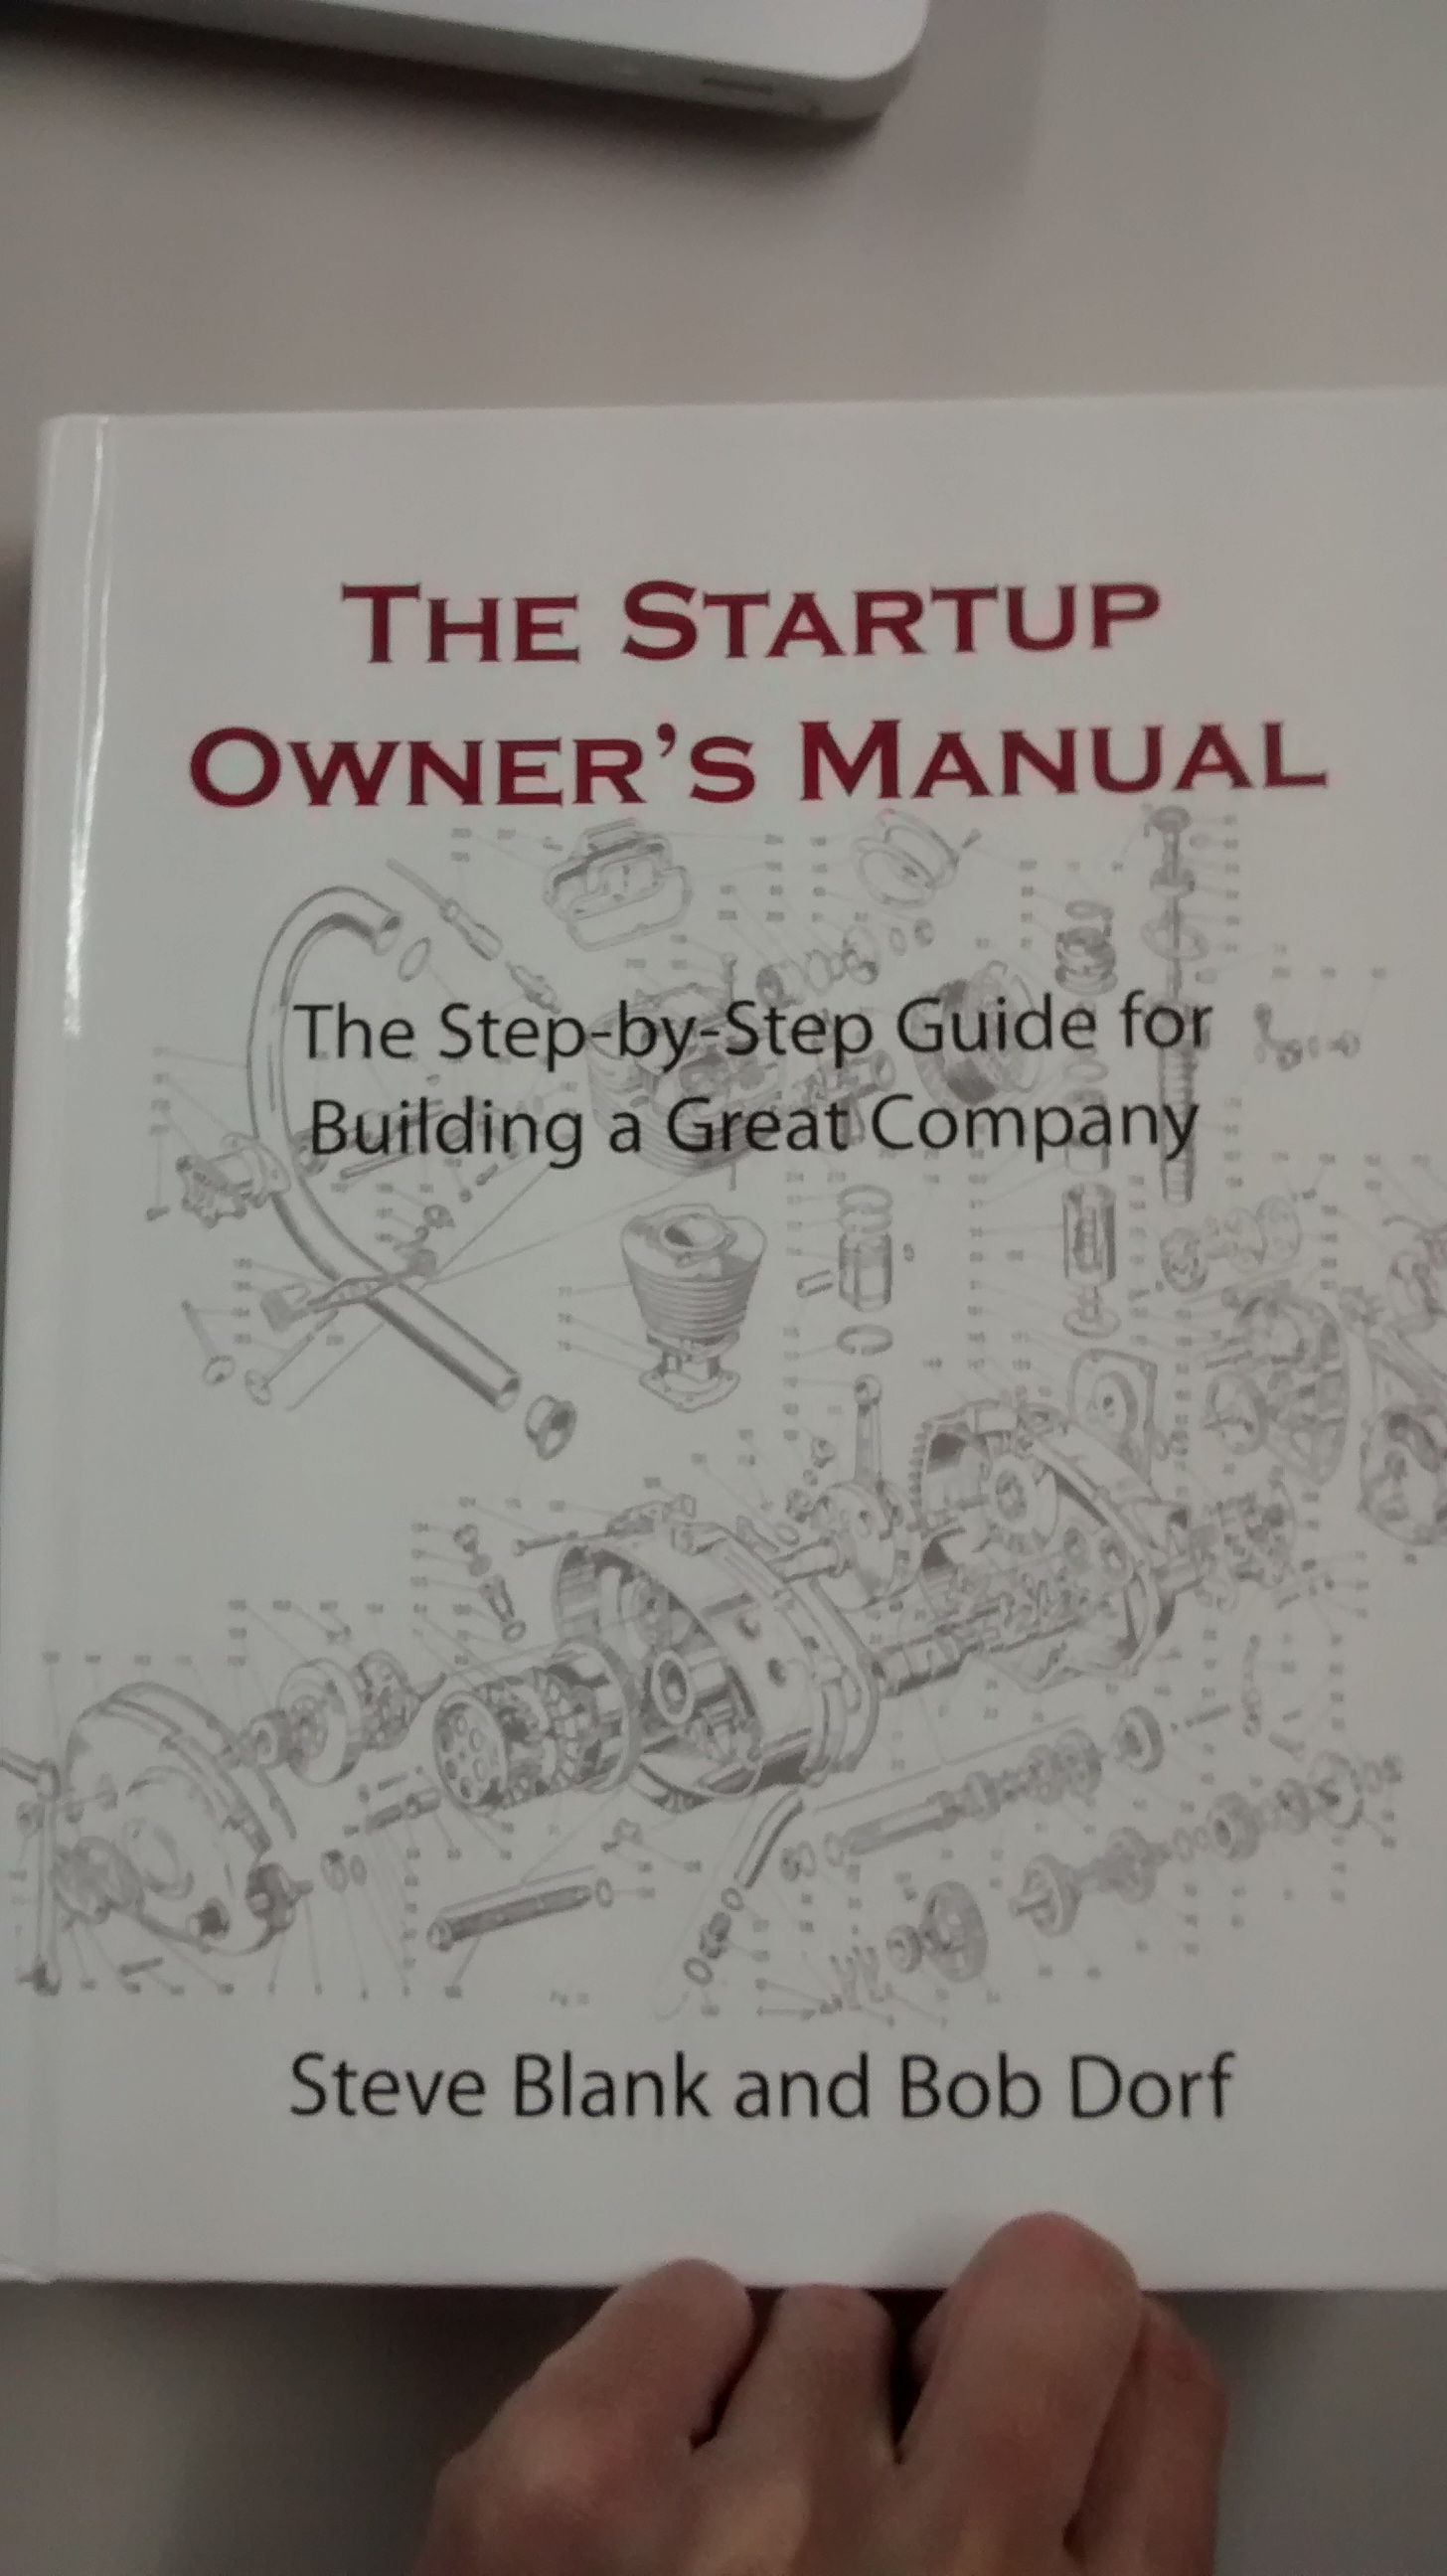 THE STARTUP
OWNER'S MANUAL
The Step-by-Step Guide for
Building a Great Company
Steve Blank and Bob Dorf